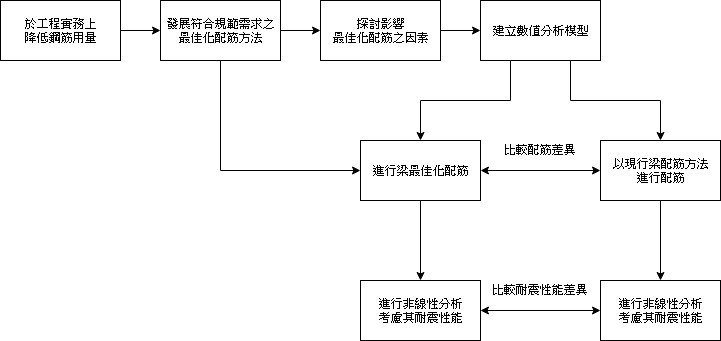 於工程實務上
降低鋼筋用量
發展符合規範需求之
最佳化配筋方法
探討影響
最佳化配筋之因素
建立數值分析模型
進行梁最佳化配筋
比較配筋差異
以現行梁配筋方法
進行配筋
進行非線性分析
考慮其耐震性能
比較耐震性能差異
進行非線性分析
考慮其耐震性能